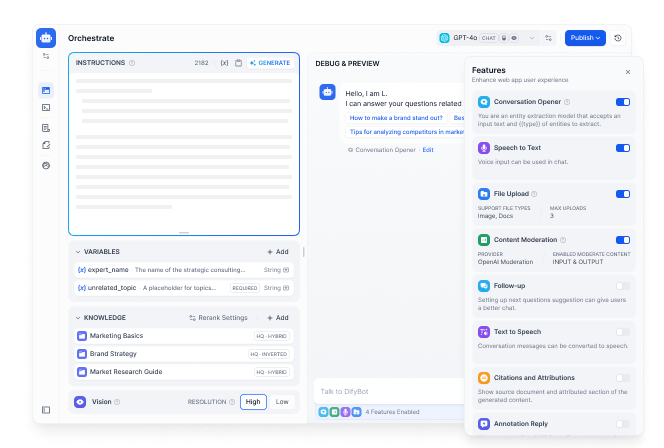 Orchestrate
GPT-4o CHAT
Publish
INSTRUCTIONS
2182
{x}
GENERATE
DEBUG & PREVIEW
Hello, I am L.
I can answer your questions related
How to make a brand stand out?
Bes
Tips for analyzing competitors in market
Conversation Opener · Edit
VARIABLES
+ Add
{x} expert_name The name of the strategic consulting... String
{x} unrelated_topic A placeholder for topics... REQUIRED String
KNOWLEDGE
Rerank Settings
+ Add
Marketing Basics HQ · HYBRID
Brand Strategy HQ · INVERTED
Market Research Guide HQ · HYBRID
Vision
RESOLUTION
High
Low
Talk to DifyBot
4 Features Enabled
Features
Enhance web app user experience
Conversation Opener
You are an entity extraction model that accepts an
input text and {{type}} of entities to extract.
Speech to Text
Voice input can be used in chat.
File Upload
SUPPORT FILE TYPES
Image, Docs
MAX UPLOADS
3
Content Moderation
PROVIDER
OpenAI Moderation
ENABLED MODERATE CONTENT
INPUT & OUTPUT
Follow-up
Setting up next questions suggestion can give users
a better chat.
Text to Speech
Conversation messages can be converted to speech.
Citations and Attributions
Show source document and attributed section of the
generated content.
Annotation Reply